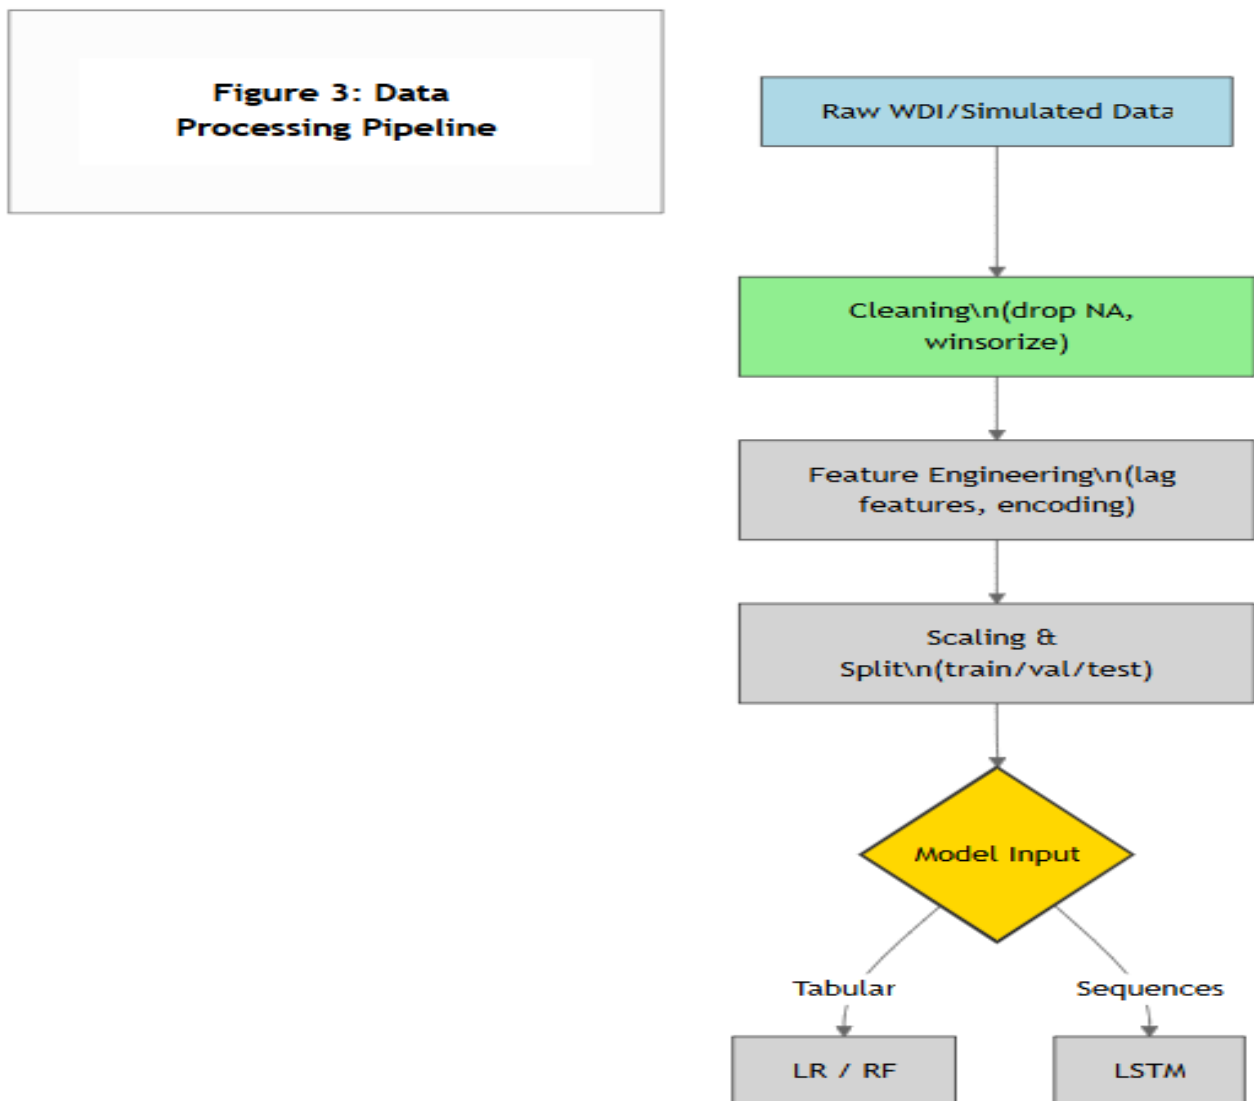 Figure 3: Data
Processing Pipeline
Raw WDI/Simulated Data
Cleaning\n(drop NA,
winsorize)
Feature Engineering\n(lag
features, encoding)
Scaling &
Split\n(train/val/test)
Model Input
Tabular
Sequences
LR / RF
LSTM